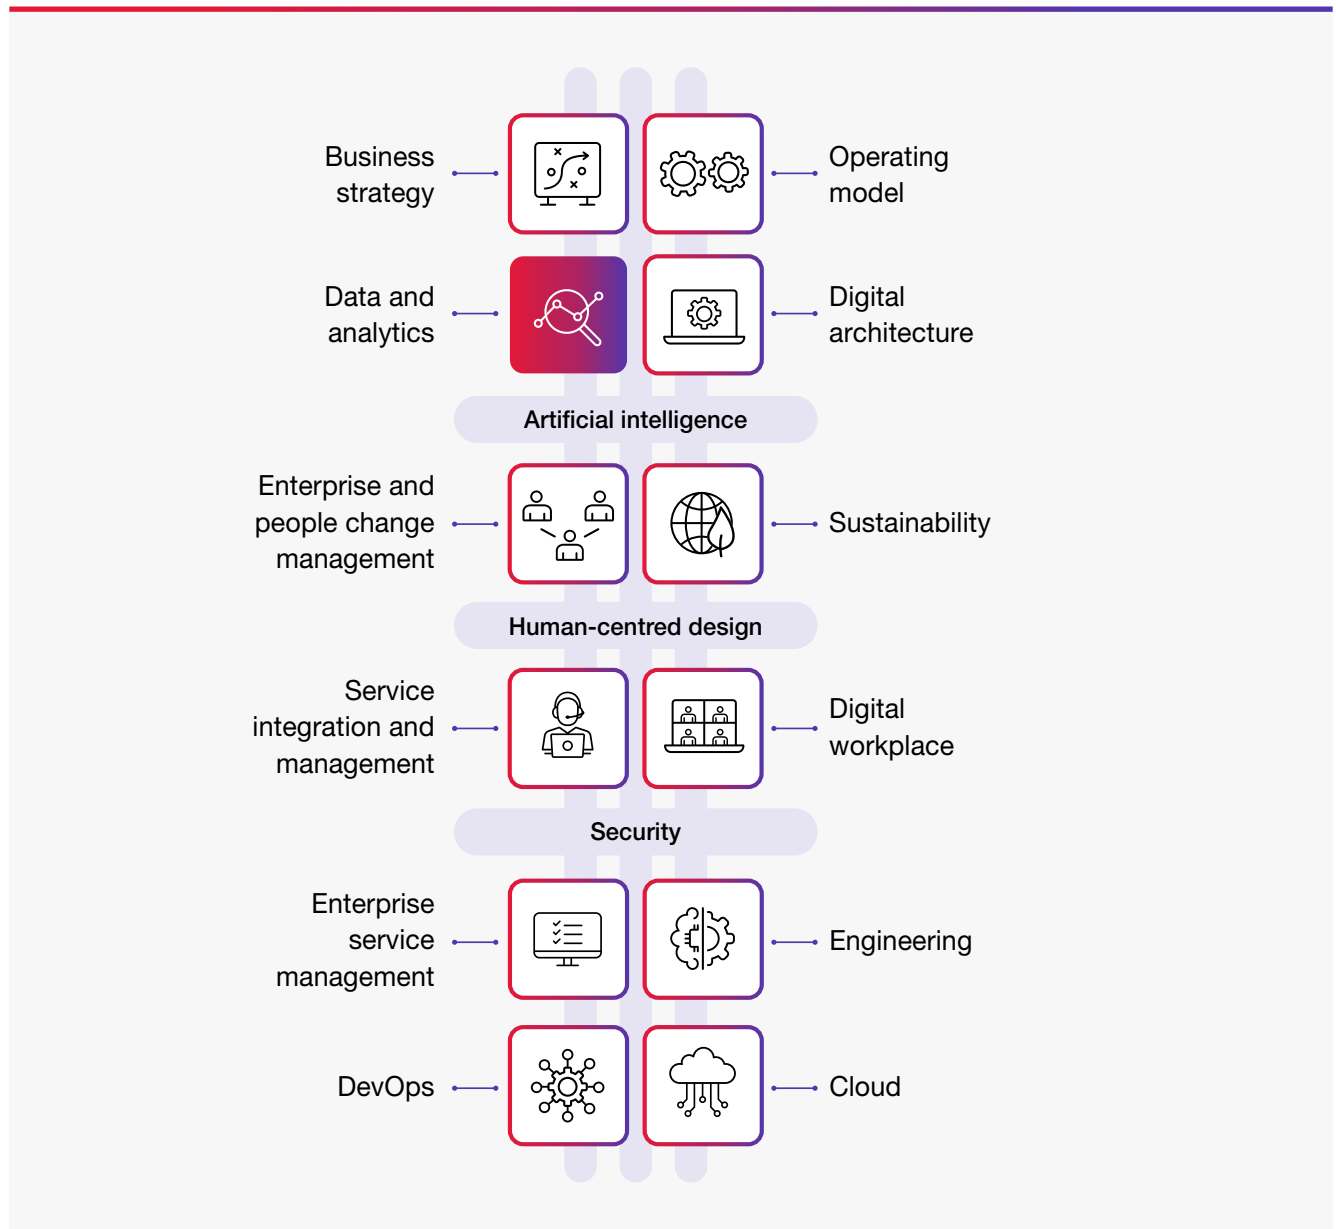 Business
strategy
Operating
model
Data and
analytics
Digital
architecture
Artificial intelligence
Enterprise and
people change
management
Sustainability
Human-centred design
Service
integration and
management
Digital
workplace
Security
Enterprise
service
management
Engineering
DevOps
Cloud